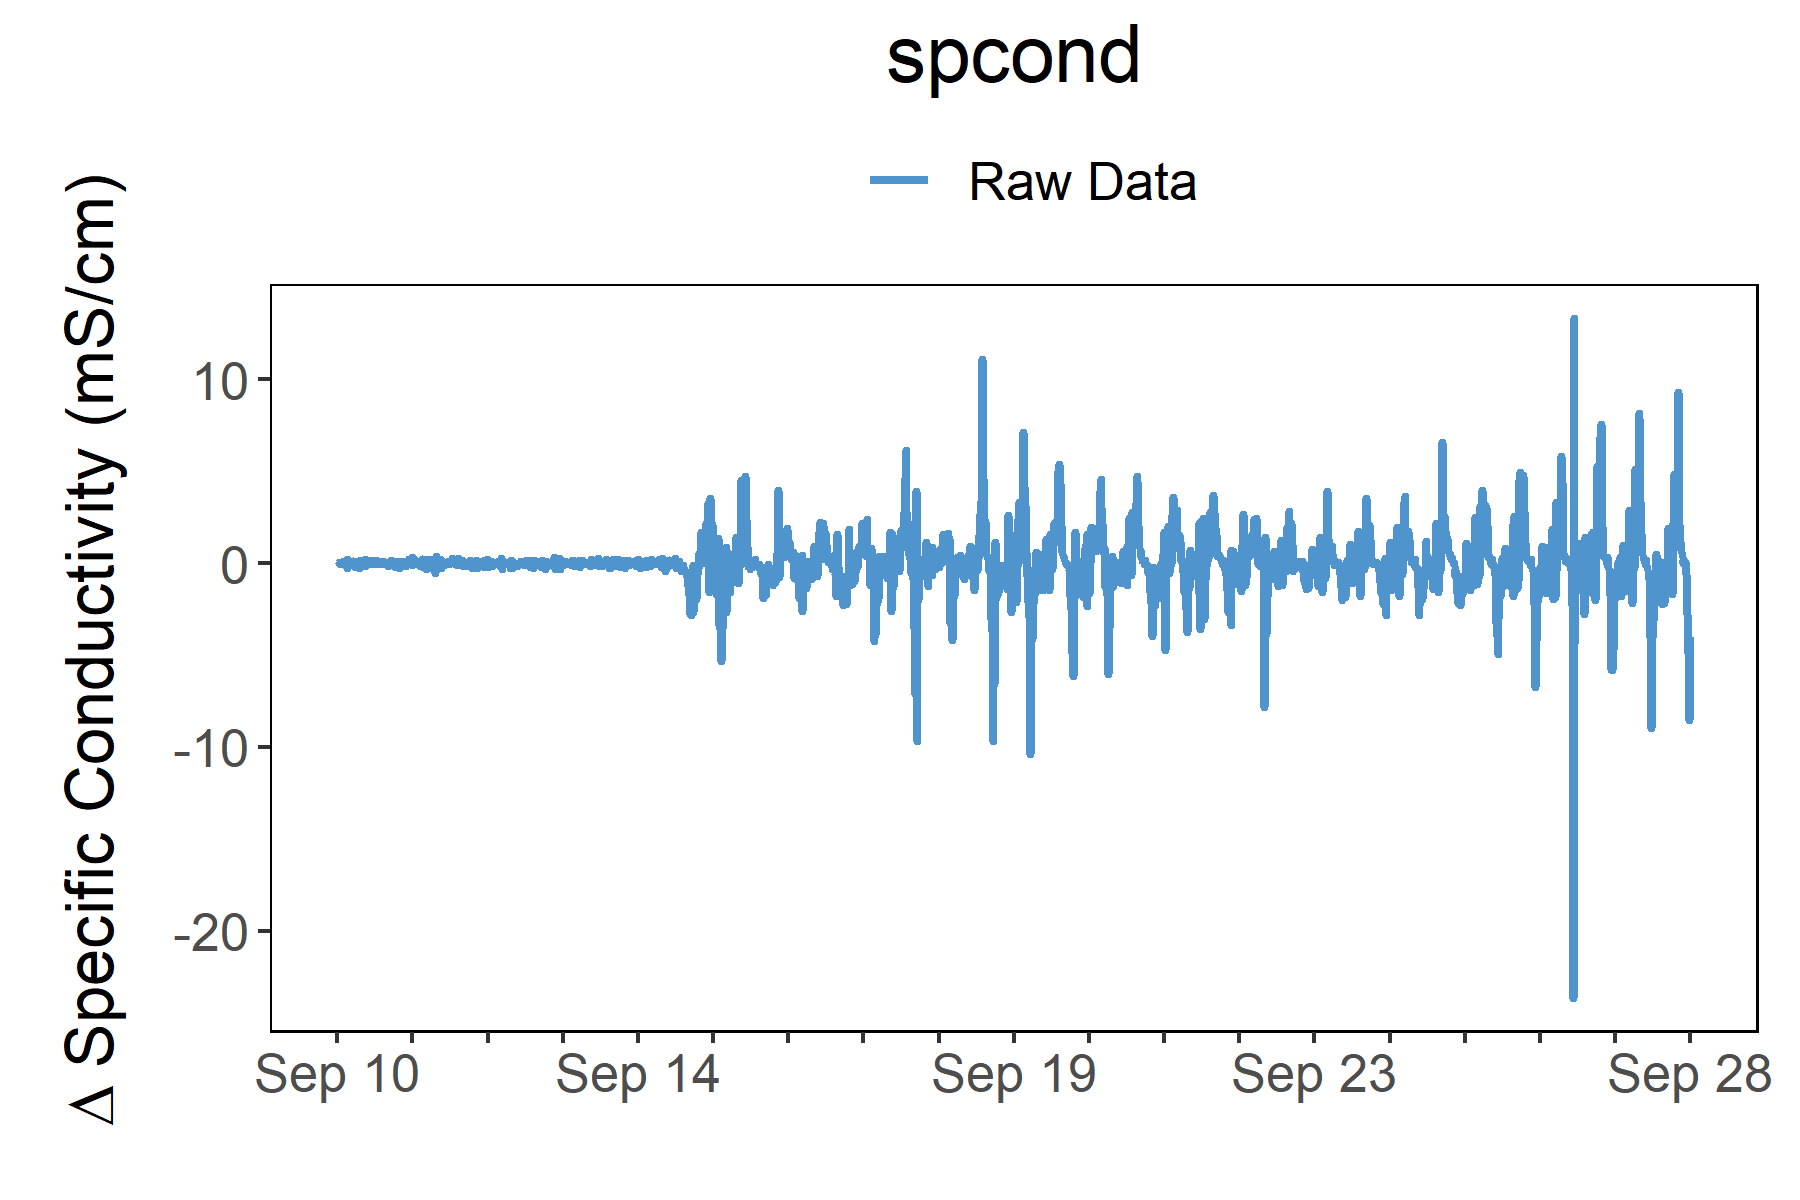 spcond
Raw Data
Δ Specific Conductivity (mS/cm)
10
0
-10
-20
Sep 10 Sep 14 Sep 19 Sep 23 Sep 28